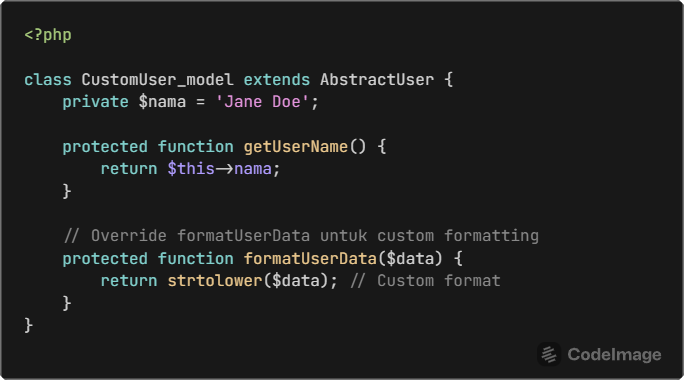 <?php
class CustomUser_model extends AbstractUser {
private $nama = 'Jane Doe';
protected function getUserName() {
return $this->nama;
}
// Override formatUserData untuk custom formatting
protected function formatUserData($data) {
return strtolower($data); // Custom format
}
}
CodeImage